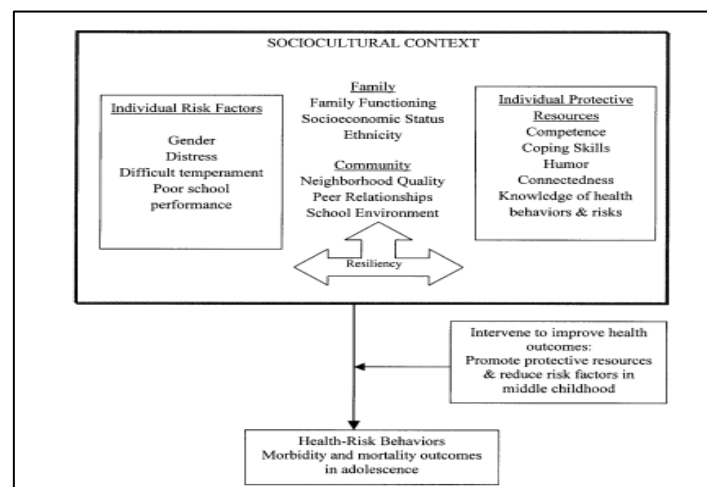 SOCIOCULTURAL CONTEXT
Individual Risk Factors
Gender
Distress
Difficult temperament
Poor school
performance
Family
Family Functioning
Socioeconomic Status
Ethnicity
Community
Neighborhood Quality
Peer Relationships
School Environment
Individual Protective
Resources
Competence
Coping Skills
Humor
Connectedness
Knowledge of health
behaviors & risks
Resiliency
Intervene to improve health
outcomes:
Promote protective resources
& reduce risk factors in
middle childhood
Health-Risk Behaviors
Morbidity and mortality outcomes
in adolescence